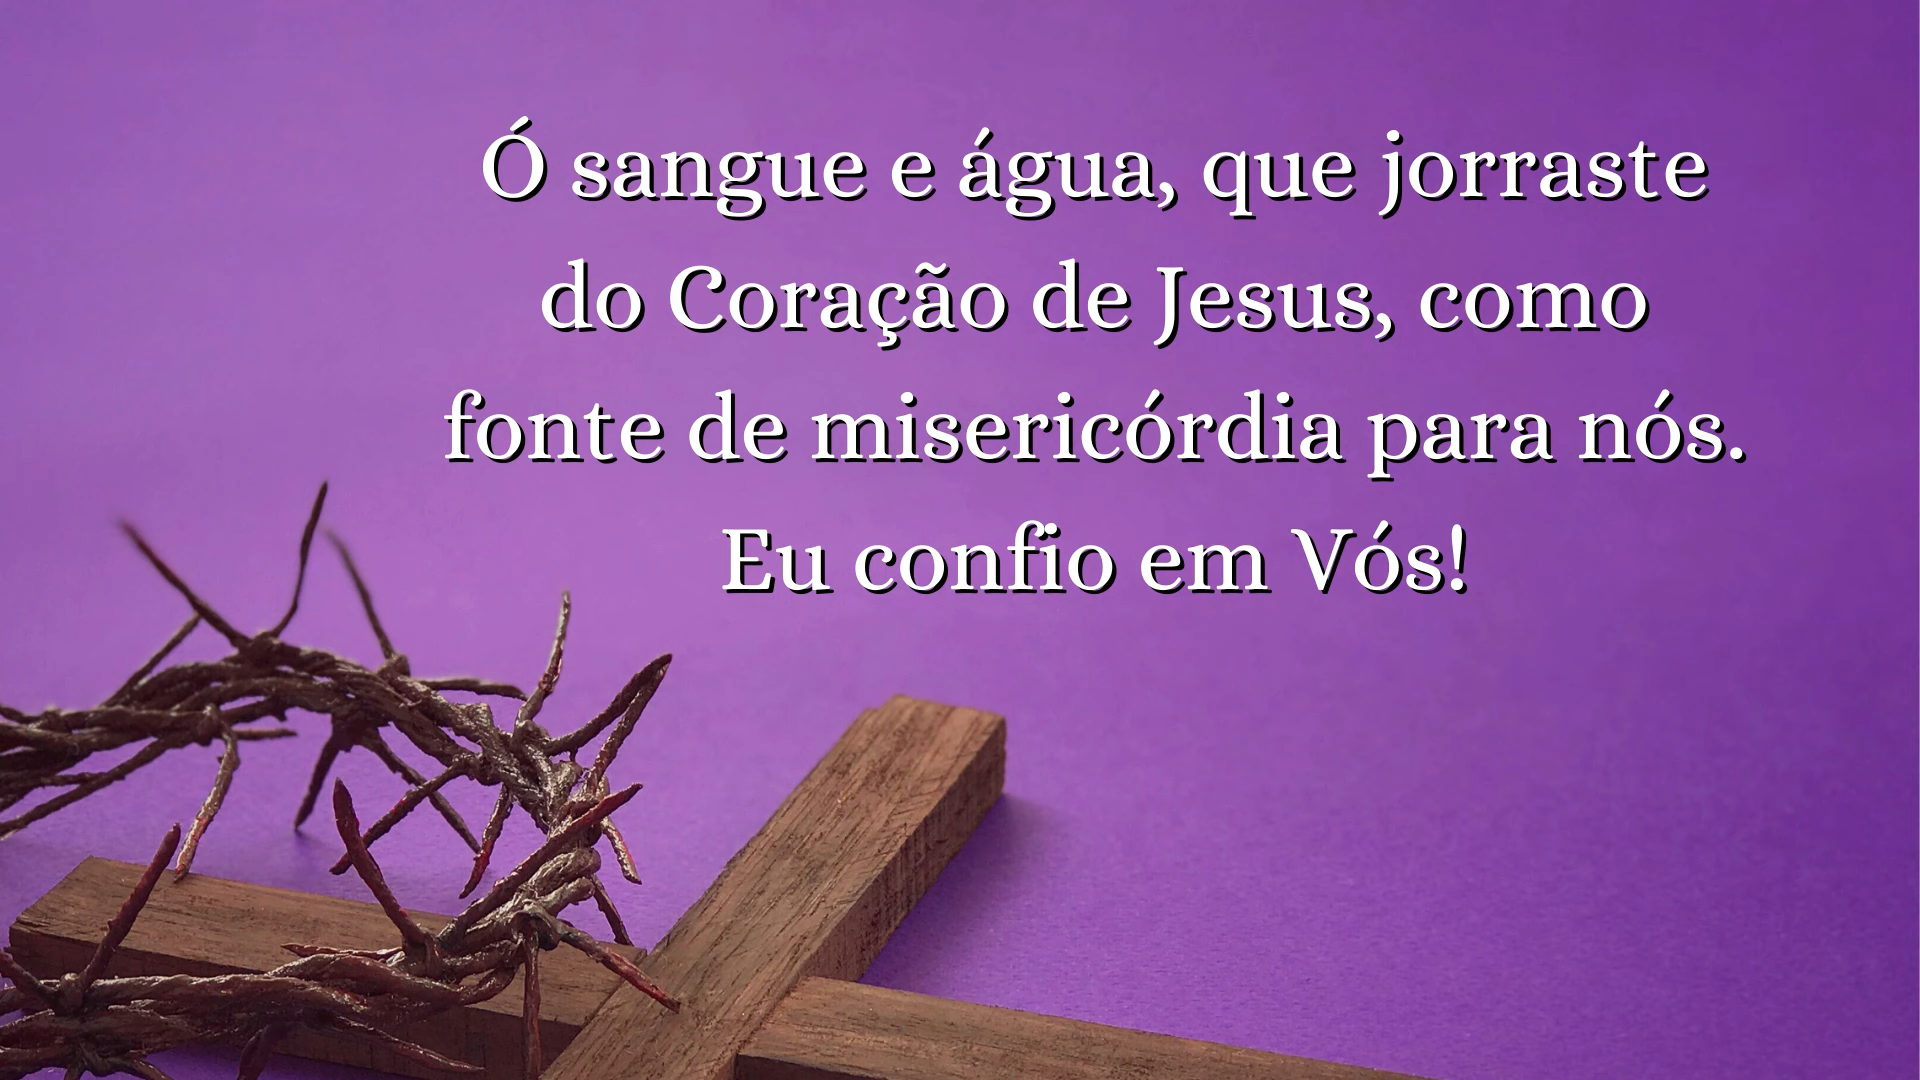 Ó sangue e água, que jorraste
do Coração de Jesus, como
fonte de misericórdia para nós.
Eu confio em Vós!